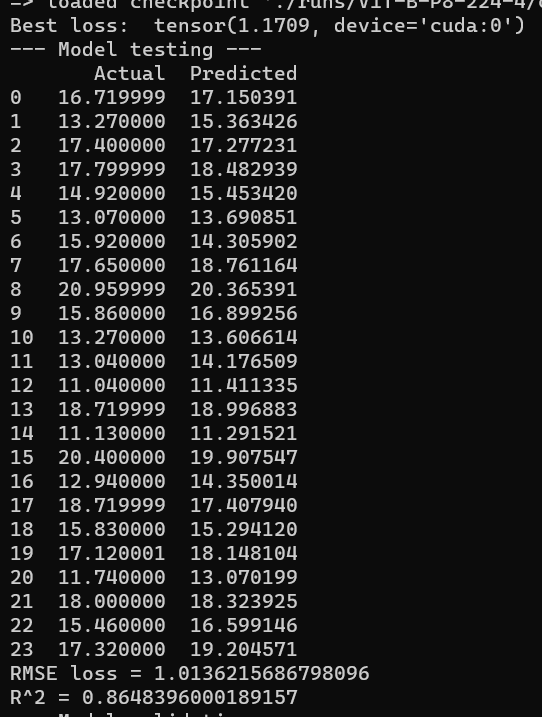 => loaded checkpoint './runs/ViT-B-P8-224-4/c
Best loss:  tensor(1.1709, device='cuda:0')
--- Model testing ---
Actual  Predicted
0   16.719999  17.150391
1   13.270000  15.363426
2   17.400000  17.277231
3   17.799999  18.482939
4   14.920000  15.453420
5   13.070000  13.690851
6   15.920000  14.305902
7   17.650000  18.761164
8   20.959999  20.365391
9   15.860000  16.899256
10  13.270000  13.606614
11  13.040000  14.176509
12  11.040000  11.411335
13  18.719999  18.996883
14  11.130000  11.291521
15  20.400000  19.907547
16  12.940000  14.350014
17  18.719999  17.407940
18  15.830000  15.294120
19  17.120001  18.148104
20  11.740000  13.070199
21  18.000000  18.323925
22  15.460000  16.599146
23  17.320000  19.204571
RMSE loss = 1.0136215686798096
R^2 = 0.8648396000189157